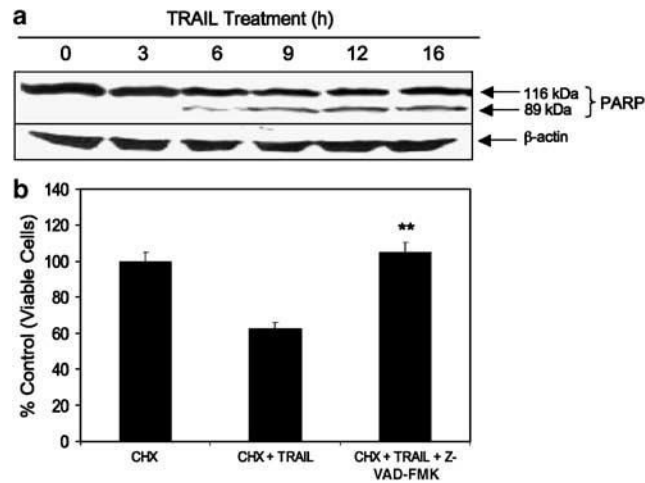 a
TRAIL Treatment (h)
0 3 6 9 12 16
116 kDa
89 kDa
PARP
β-actin
b
% Control (Viable Cells)
140
120
100
80
60
40
20
0
**
CHX
CHX + TRAIL
CHX + TRAIL + Z-
VAD-FMK